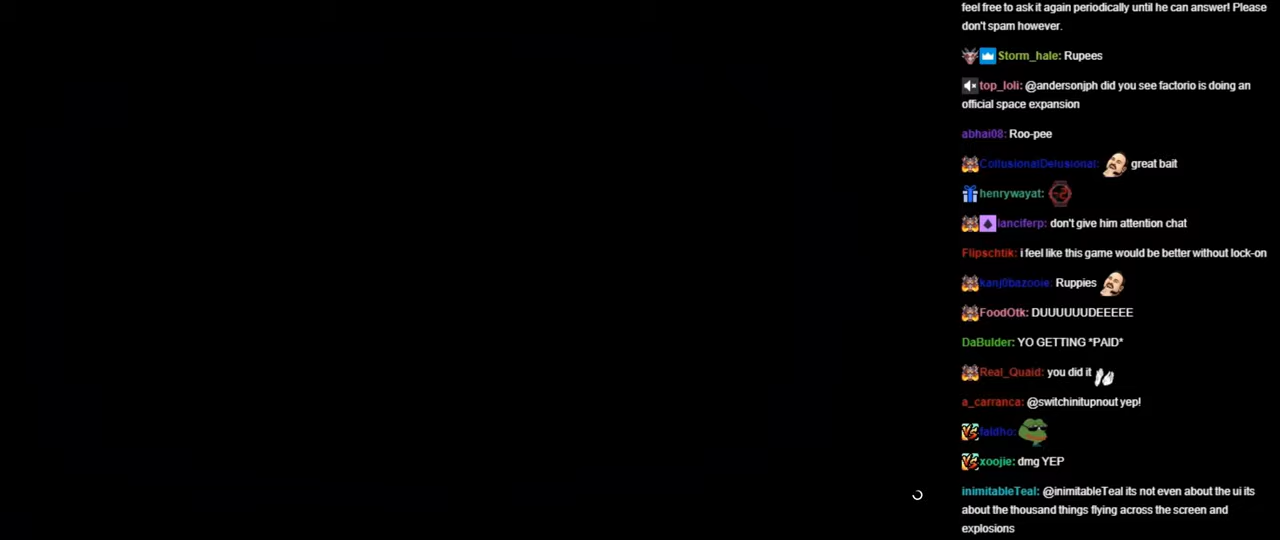 feel free to ask it again periodically until he can answer! Please
don't spam however.
Storm_hale: Rupees
top_loli: @andersonjph did you see factorio is doing an
official space expansion
abhai08: Roo-pee
CollusionalDelusional: great bait
henrywayat:
lanciferp: don't give him attention chat
Flipschtik: i feel like this game would be better without lock-on
kanj0bazooie: Ruppies
FoodOtk: DUUUUUUDEEEEE
DaBulder: YO GETTING *PAID*
Real_Quaid: you did it
a_carranca: @switchinitupnout yep!
faldho:
xoojie: dmg YEP
inimitableTeal: @inimitableTeal its not even about the ui its
about the thousand things flying across the screen and
explosions